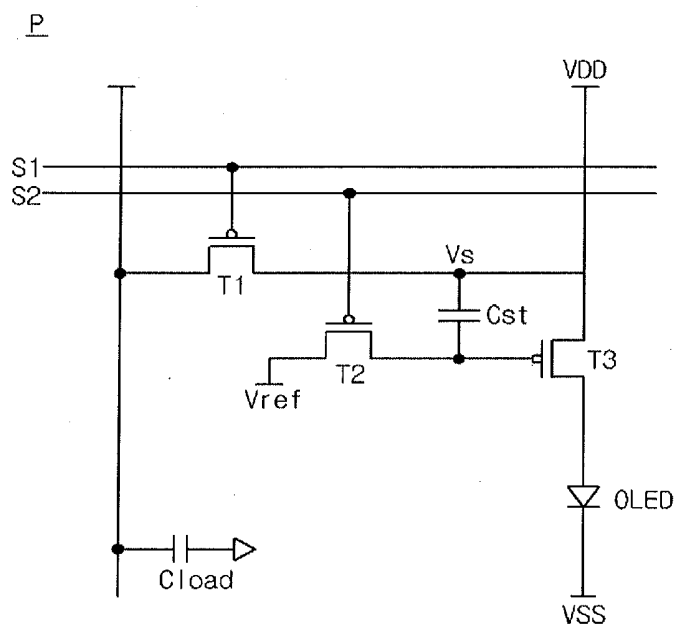 P
VDD
S1
S2
Vs
T1
Cst
T2
T3
Vref
OLED
Cload
VSS